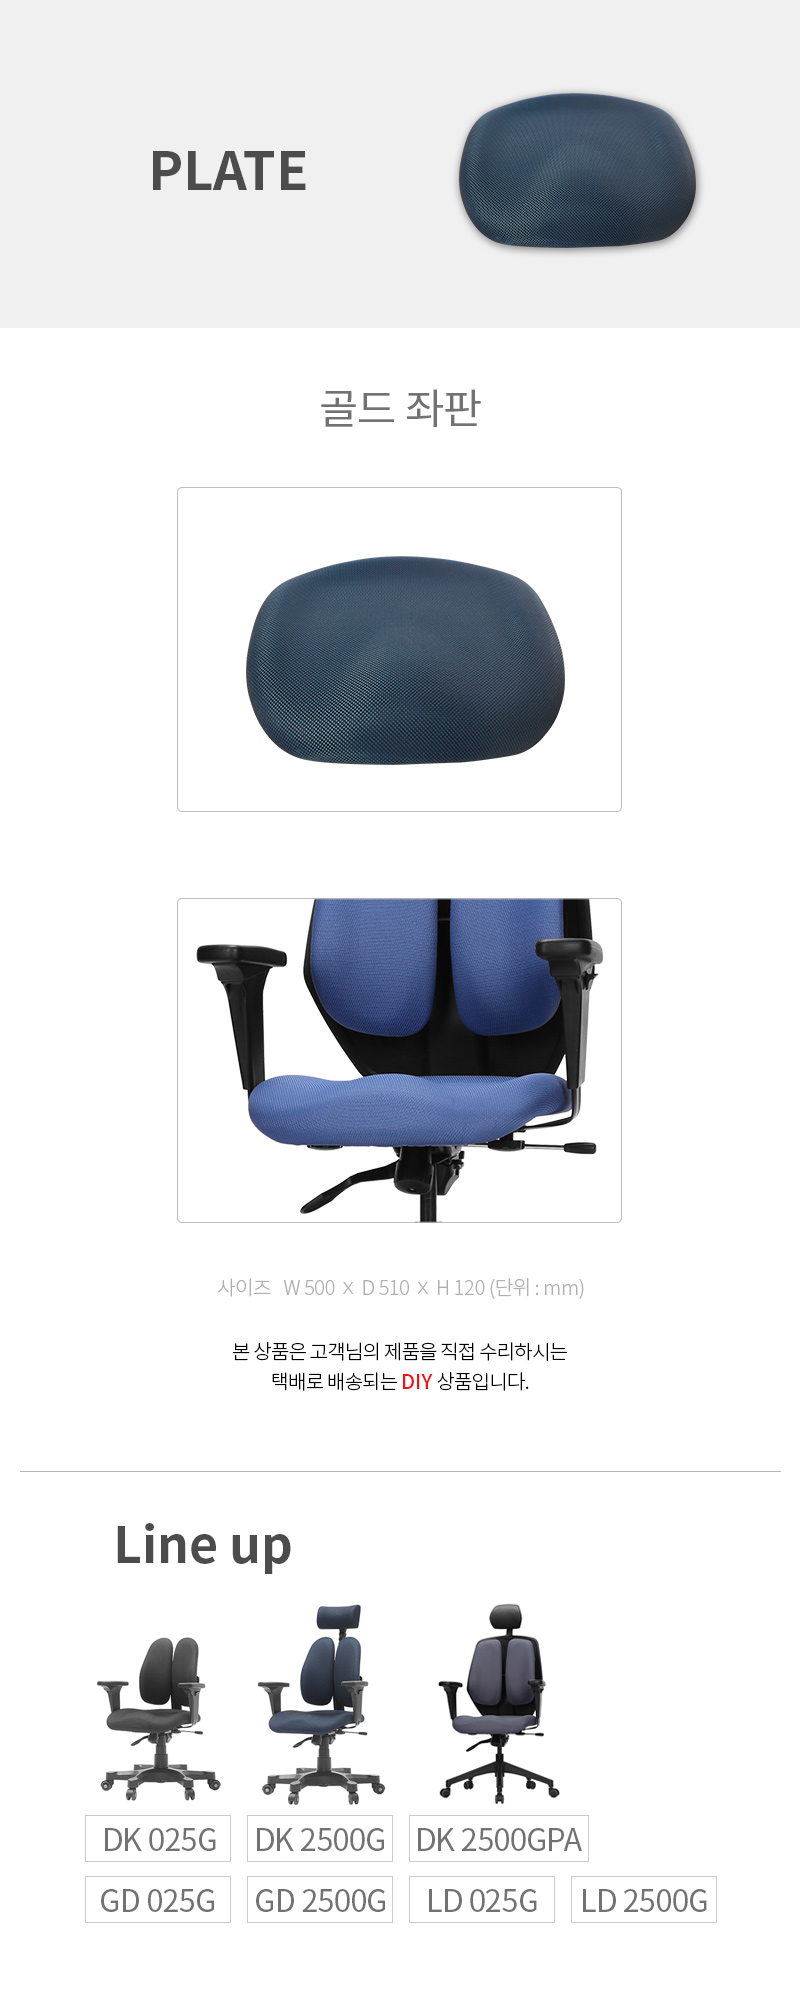 PLATE
골드 좌판
사이즈 W 500 X D 510 X H 120 (단위 : mm)
본 상품은 고객님의 제품을 직접 수리하시는
택배로 배송되는 DIY 상품입니다.
Line up
DK 025G DK 2500G DK 2500GPA
GD 025G GD 2500G LD 025G LD 2500G